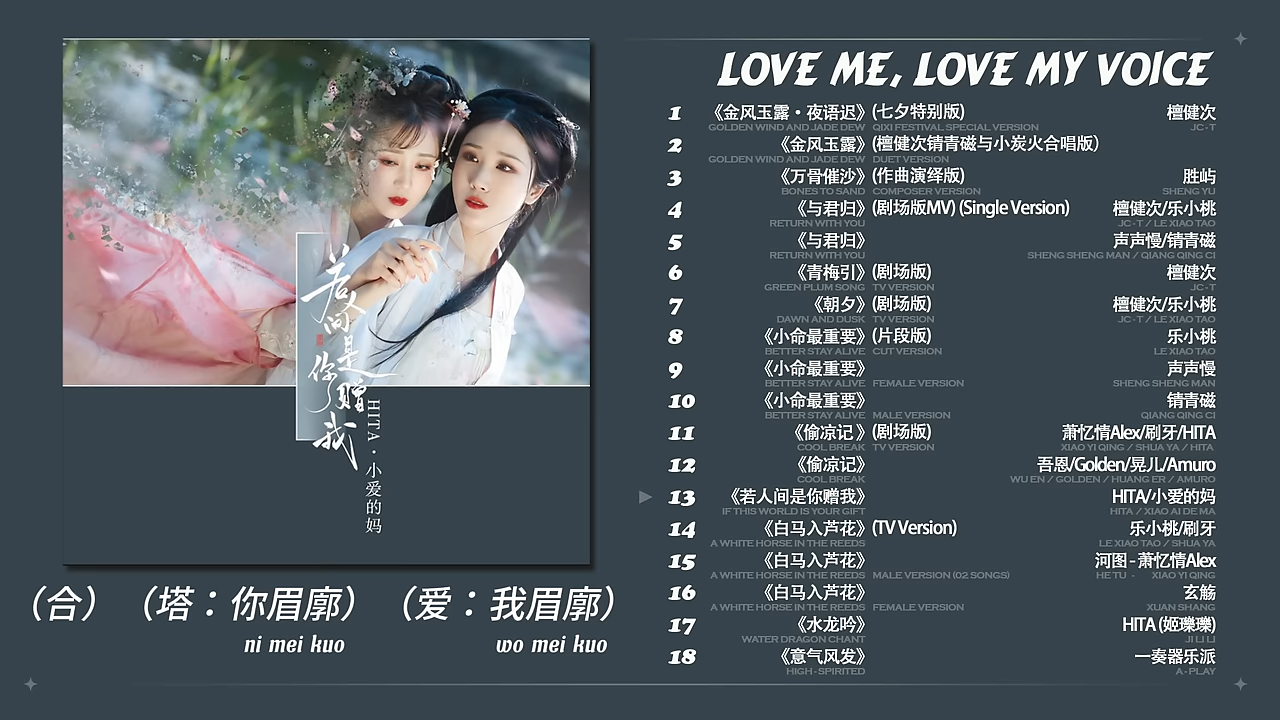 LOVE ME, LOVE MY VOICE
1 《金风玉露·夜语迟》 (七夕特别版) 檀健次
GOLDEN WIND AND JADE DEW QIXI FESTIVAL SPECIAL VERSION JC-T
2 《金风玉露》 (檀健次锖青磁与小炭火合唱版)
GOLDEN WIND AND JADE DEW DUET VERSION
3 《万骨催沙》 (作曲演绎版) 胜屿
BONES TO SAND COMPOSER VERSION SHENG YU
4 《与君归》 (剧场版MV) (Single Version) 檀健次/乐小桃
RETURN WITH YOU JC-T / LE XIAO TAO
5 《与君归》 声声慢/锖青磁
RETURN WITH YOU SHENG SHENG MAN / QIANG QING CI
6 《青梅引》 (剧场版) 檀健次
GREEN PLUM SONG TV VERSION JC-T
7 《朝夕》 (剧场版) 檀健次/乐小桃
DAWN AND DUSK TV VERSION JC-T / LE XIAO TAO
8 《小命最重要》 (片段版) 乐小桃
BETTER STAY ALIVE CUT VERSION LE XIAO TAO
9 《小命最重要》 声声慢
BETTER STAY ALIVE FEMALE VERSION SHENG SHENG MAN
10 《小命最重要》 锖青磁
BETTER STAY ALIVE MALE VERSION QIANG QING CI
11 《偷凉记 》 (剧场版) 萧忆情Alex/刷牙/HITA
COOL BREAK TV VERSION XIAO YI QING / SHUA YA / HITA
12 《偷凉记》 吾恩/Golden/晃儿/Amuro
COOL BREAK WU EN / GOLDEN / HUANG ER / AMURO
13 《若人间是你赠我》 HITA/小爱的妈
IF THIS WORLD IS YOUR GIFT HITA / XIAO AI DE MA
14 《白马入芦花》 (TV Version) 乐小桃/刷牙
A WHITE HORSE IN THE REEDS LE XIAO TAO / SHUA YA
15 《白马入芦花》 河图 - 萧忆情Alex
A WHITE HORSE IN THE REEDS MALE VERSION (02 SONGS) HE TU - XIAO YI QING
16 《白马入芦花》 玄觞
A WHITE HORSE IN THE REEDS FEMALE VERSION XUAN SHANG
17 《水龙吟》 HITA (姬璨璨)
WATER DRAGON CHANT JI LI LI
18 《意气风发》 一奏器乐派
HIGH-SPIRITED A-PLAY
若人间是你赠我
HITA·小爱的妈
（合）（塔：你眉廓）（爱：我眉廓）
ni mei kuo wo mei kuo